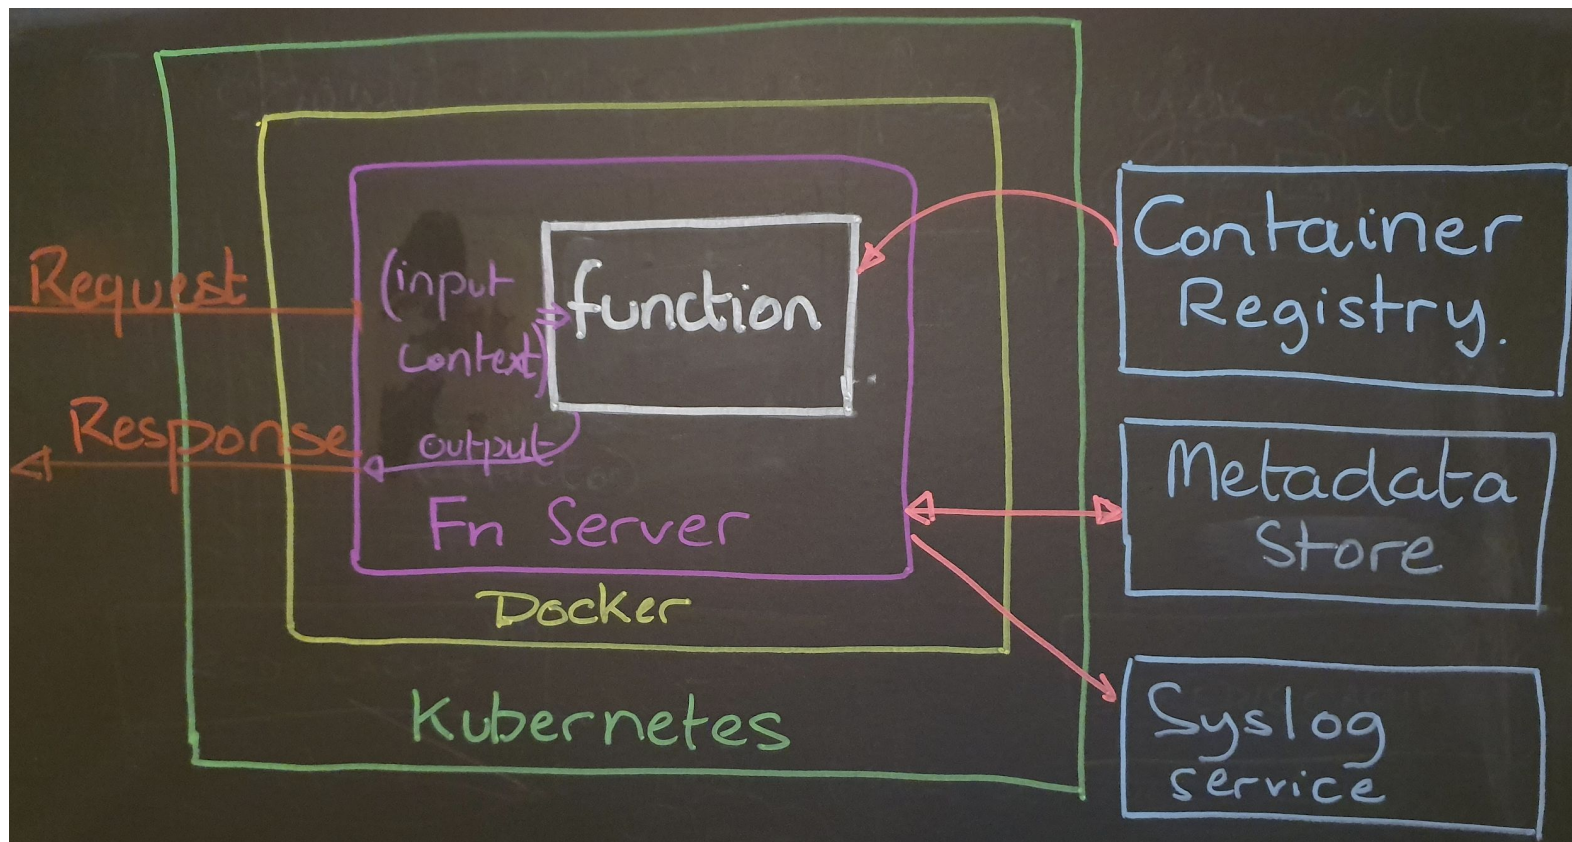 Request
Response
(input
context)
output
function
Fn Server
Docker
Kubernetes
Container
Registry.
Metadata
Store
Syslog
service